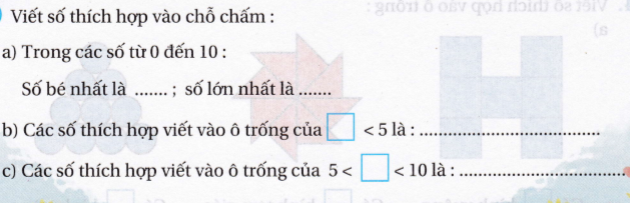 Viết số thích hợp vào chỗ chấm :
a) Trong các số từ 0 đến 10 :
Số bé nhất là ....... ; số lớn nhất là .......
b) Các số thích hợp viết vào ô trống của □ < 5 là : ....................................
c) Các số thích hợp viết vào ô trống của 5 < □ < 10 là : ....................................